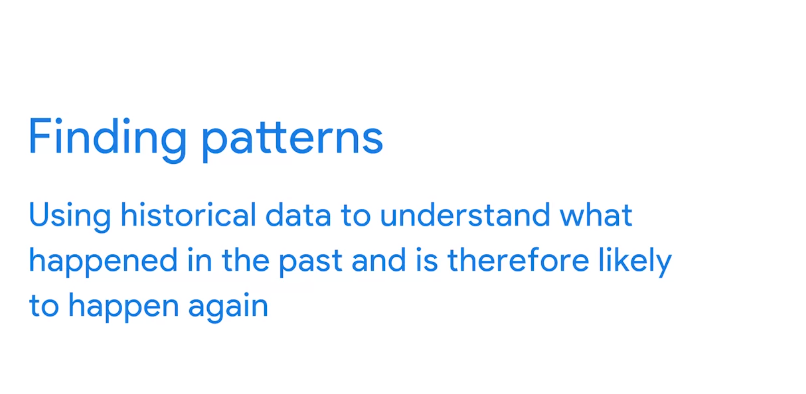 Finding patterns
Using historical data to understand what
happened in the past and is therefore likely
to happen again